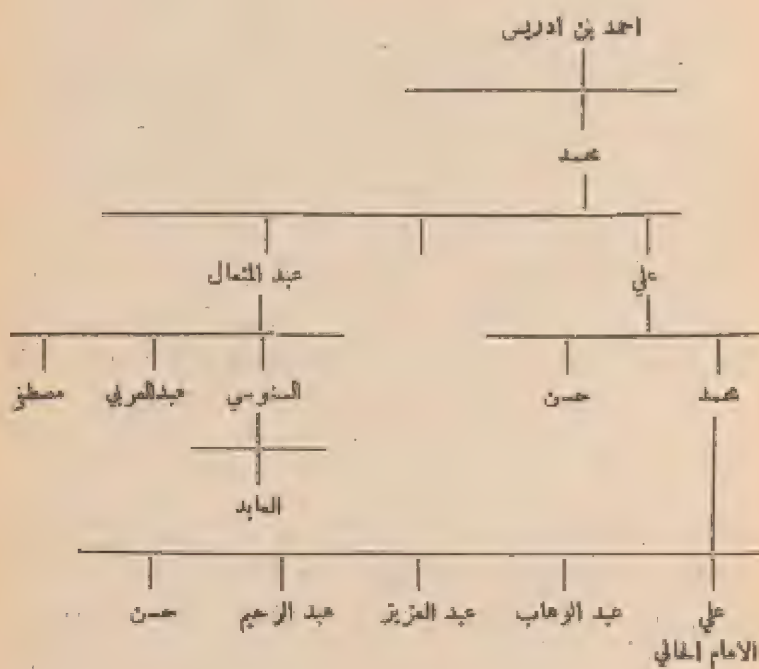 احمد بن ادريس
محمد
علي عبد المتعال
محمد حسن السنوسي عبدالعربي مصطفى
العابد
علي عبد الوهاب عبد العزيز عبد الرحيم حسن
الامام الحالي